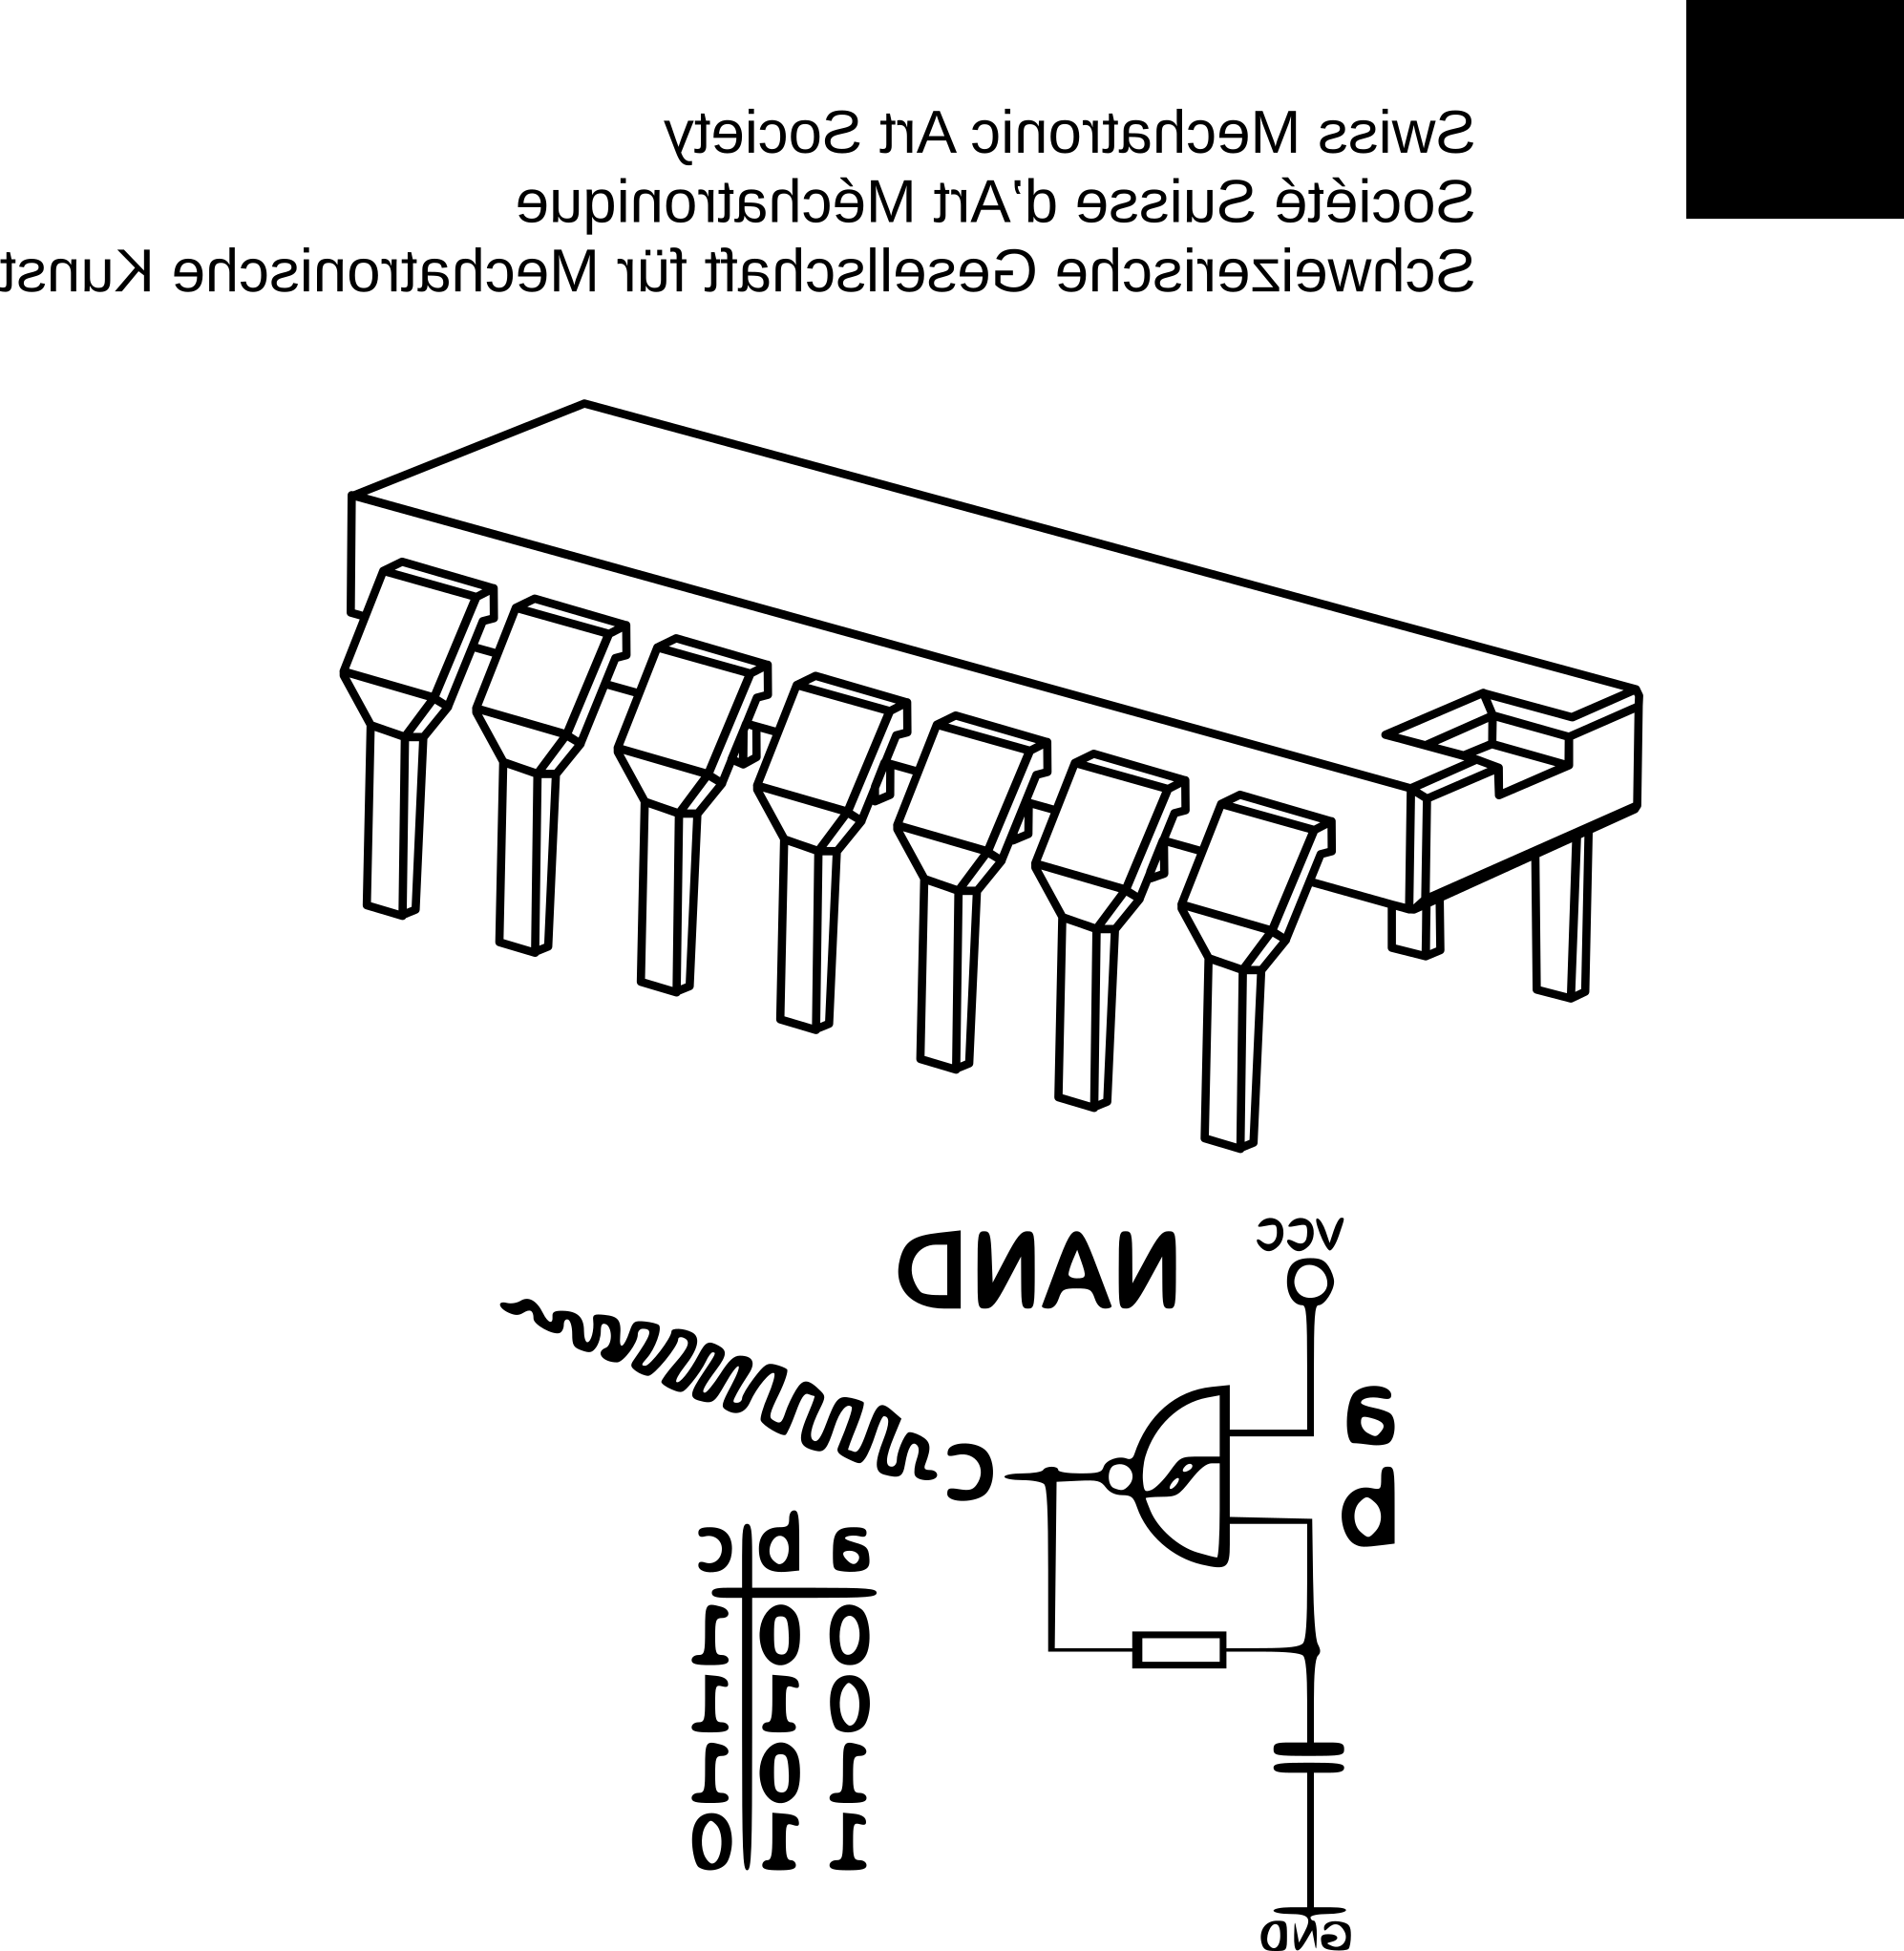 Swiss Mechatronic Art Society
Socièté Suisse d'Art Mèchatronique
Schweizerische Gesellschaft für Mechatronische Kunst
VCC
NAND
a
b
c
a b c
0 0 1
0 1 1
1 0 1
1 1 0
GND